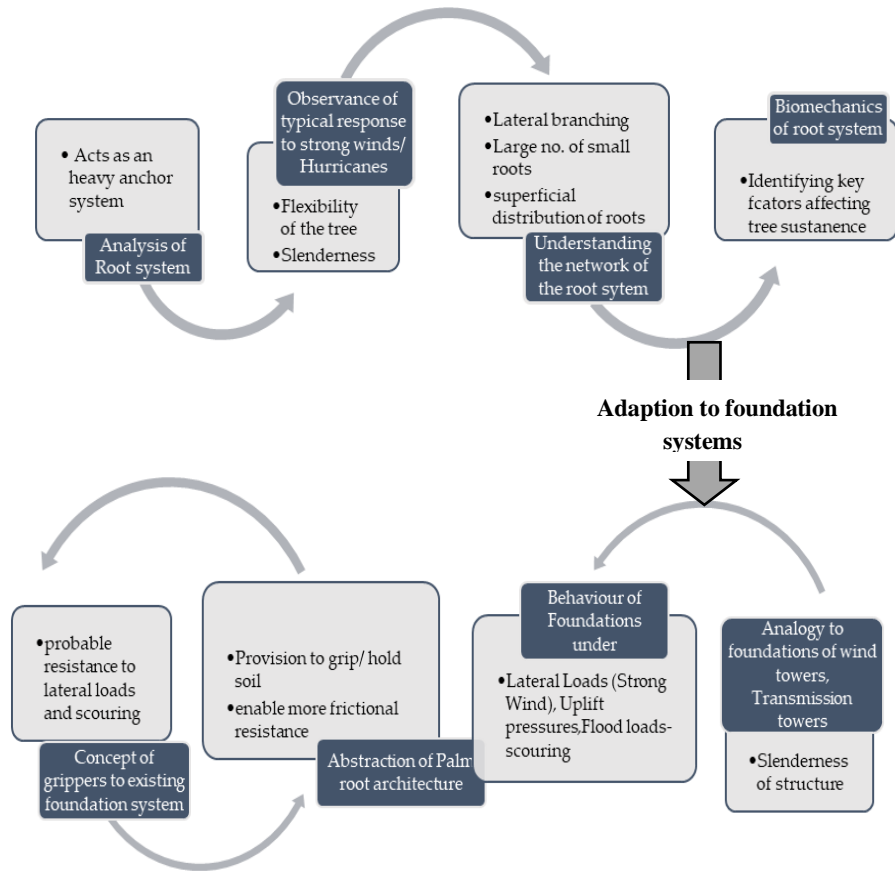 • Acts as an
heavy anchor
system
Analysis of
Root system
Observance of
typical response
to strong winds/
Hurricanes
•Flexibility
of the tree
•Slenderness
•Lateral branching
•Large no. of small
roots
•superficial
distribution of roots
Understanding
the network of
the root sytem
Biomechanics
of root system
•Identifying key
fcators affecting
tree sustanence
Adaption to foundation
systems
•probable
resistance to
lateral loads
and scouring
Concept of
grippers to existing
foundation system
•Provision to grip/ hold
soil
•enable more frictional
resistance
Abstraction of Palm
root architecture
Behaviour of
Foundations
under
•Lateral Loads (Strong
Wind), Uplift
pressures,Flood loads-
scouring
Analogy to
foundations of wind
towers,
Transmission
towers
•Slenderness
of structure